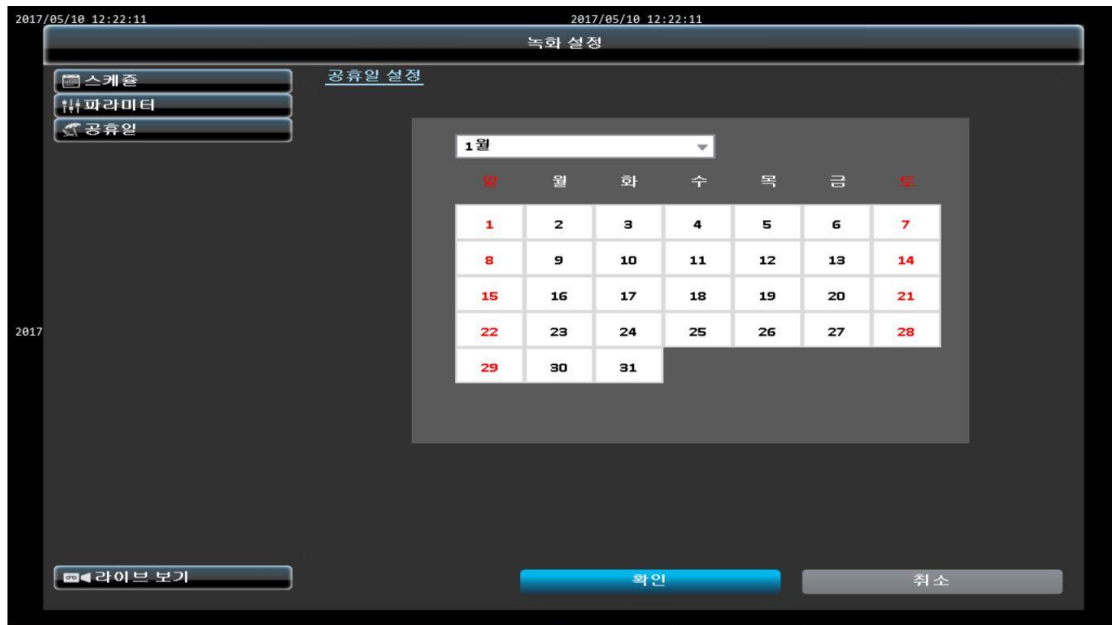 2017/05/10 12:22:11 2017/05/10 12:22:11
녹화 설정
스케쥴
파라미터
공휴일
공휴일 설정
1월
일 월 화 수 목 금 토
1 2 3 4 5 6 7
8 9 10 11 12 13 14
15 16 17 18 19 20 21
2017
22 23 24 25 26 27 28
29 30 31
라이브 보기
확인 취소